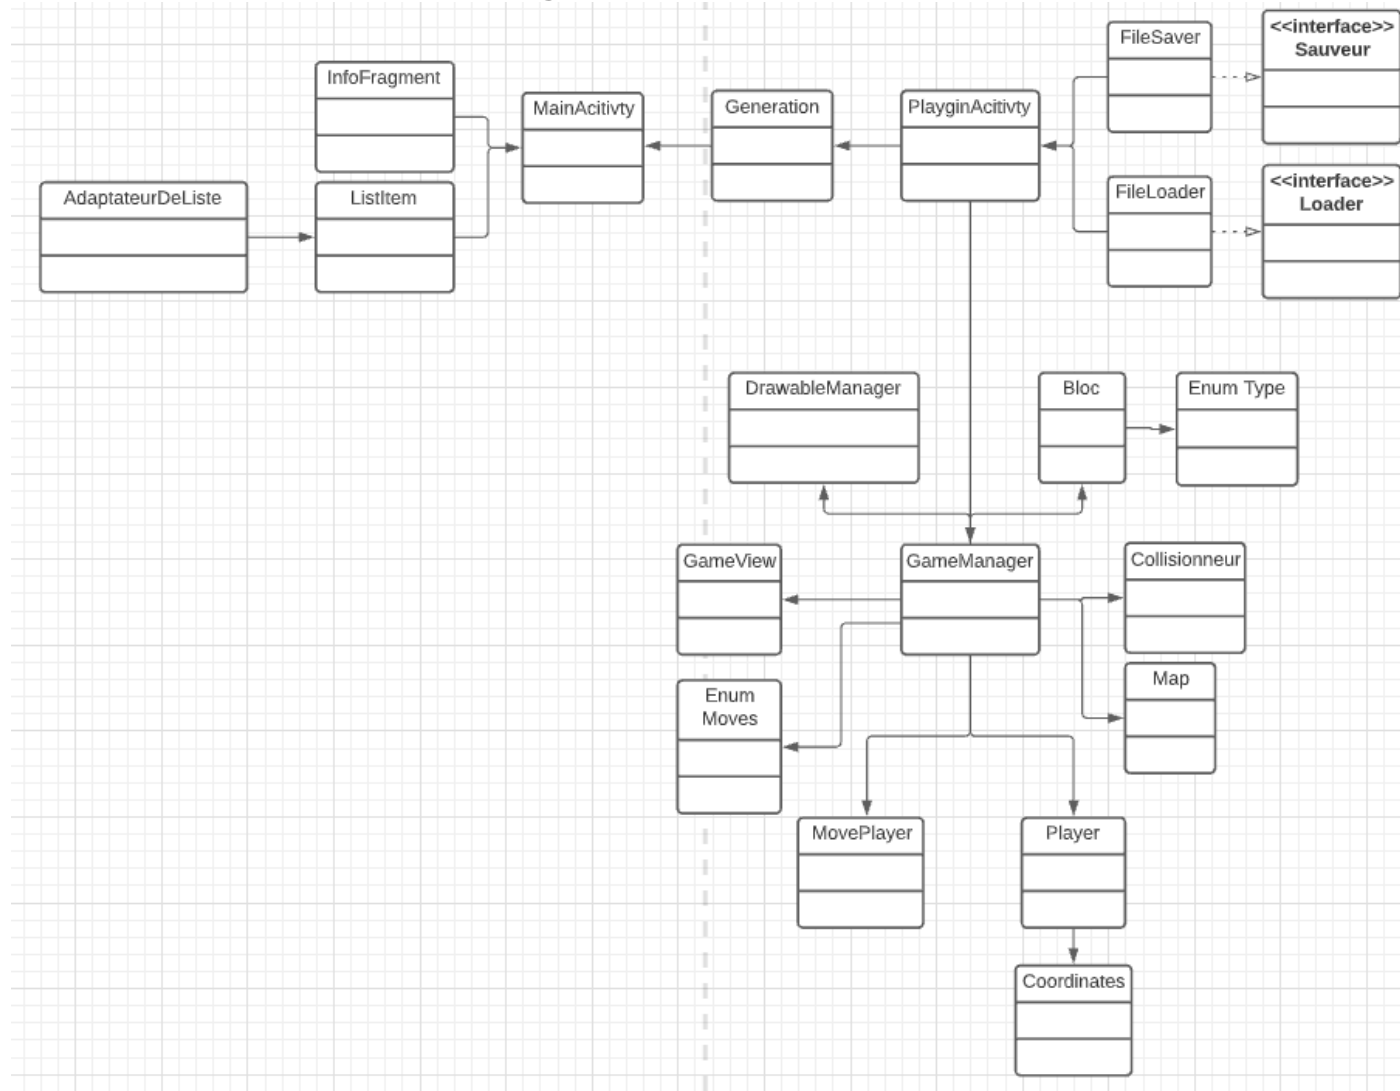 FileSaver
<<interface>>
Sauveur
InfoFragment
MainAcitivty
Generation
PlayginAcitivty
AdaptateurDeListe
ListItem
FileLoader
<<interface>>
Loader
DrawableManager
Bloc
Enum Type
GameView
GameManager
Collisionneur
Enum
Moves
Map
MovePlayer
Player
Coordinates